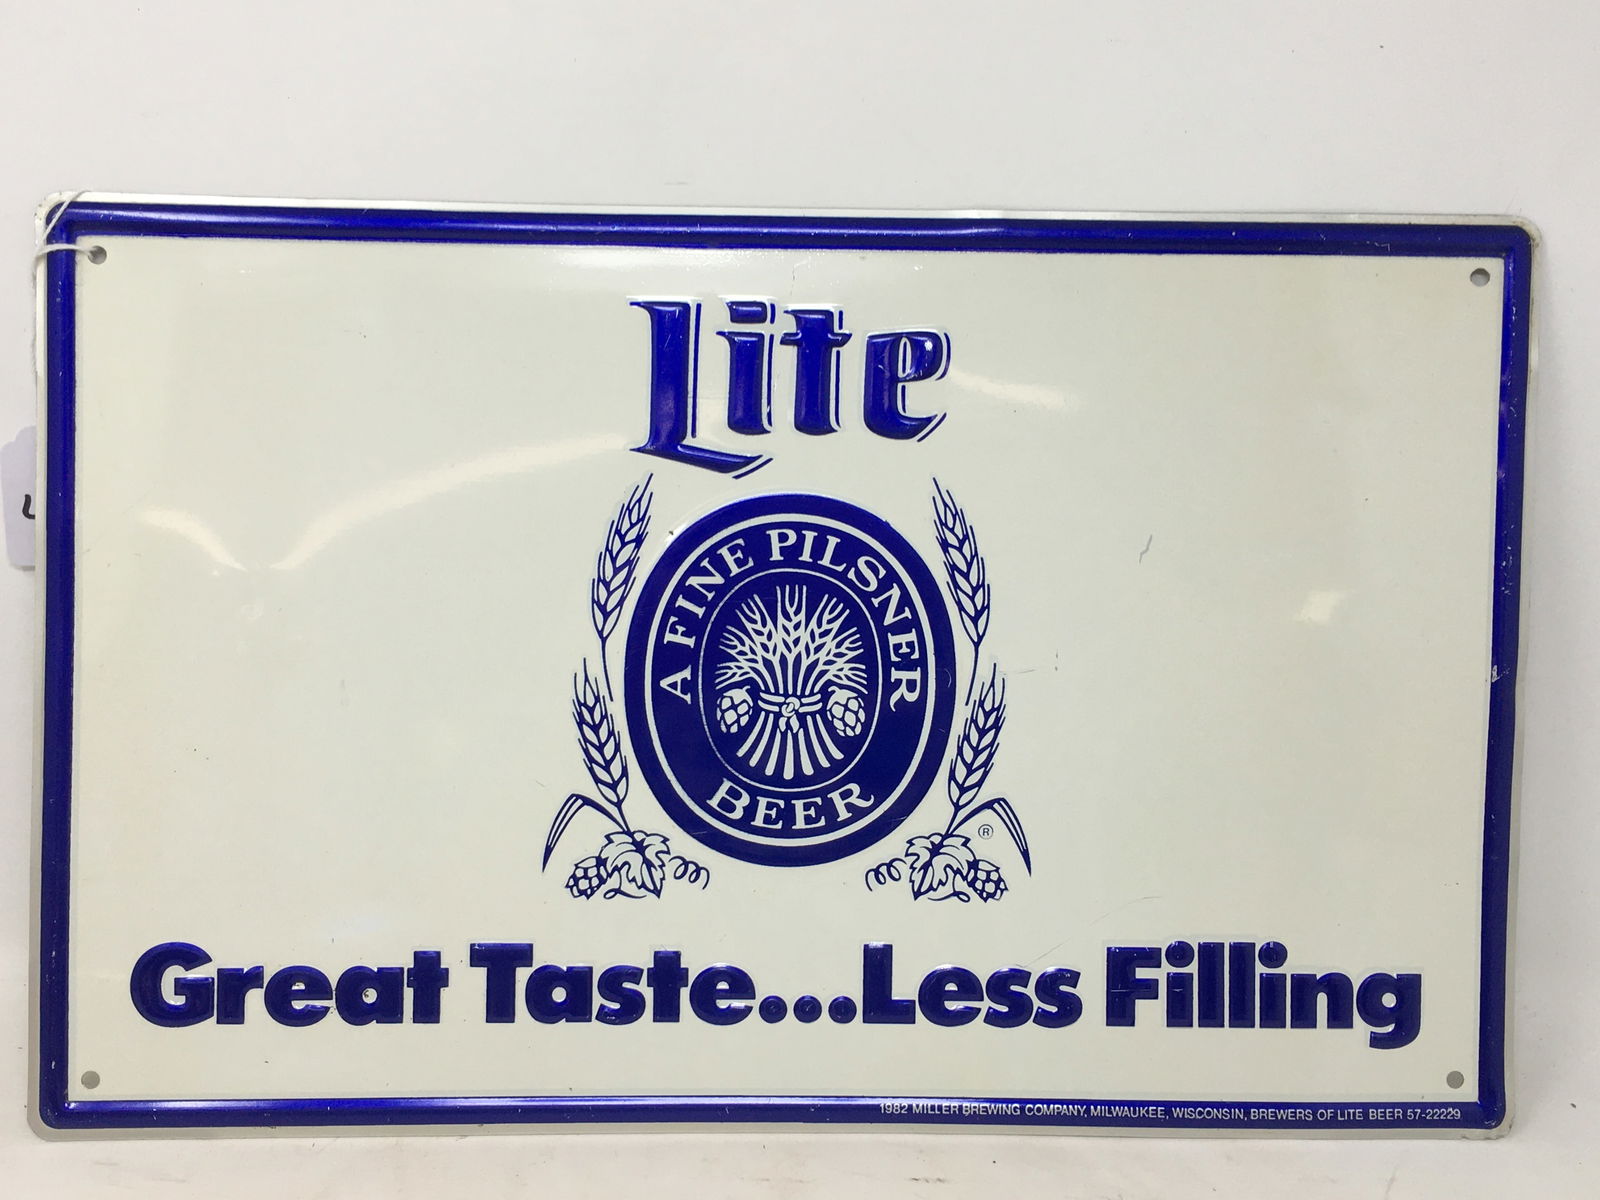 Lite
A FINE PILSNER
BEER
®
Great Taste...Less Filling
1982 MILLER BREWING COMPANY, MILWAUKEE, WISCONSIN, BREWERS OF LITE BEER 57-22229